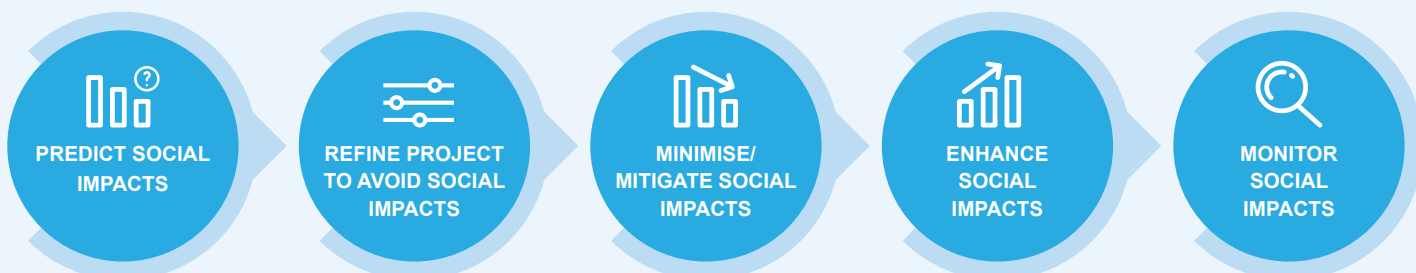 ?
PREDICT SOCIAL
IMPACTS
REFINE PROJECT
TO AVOID SOCIAL
IMPACTS
MINIMISE/
MITIGATE SOCIAL
IMPACTS
ENHANCE
SOCIAL
IMPACTS
MONITOR
SOCIAL
IMPACTS